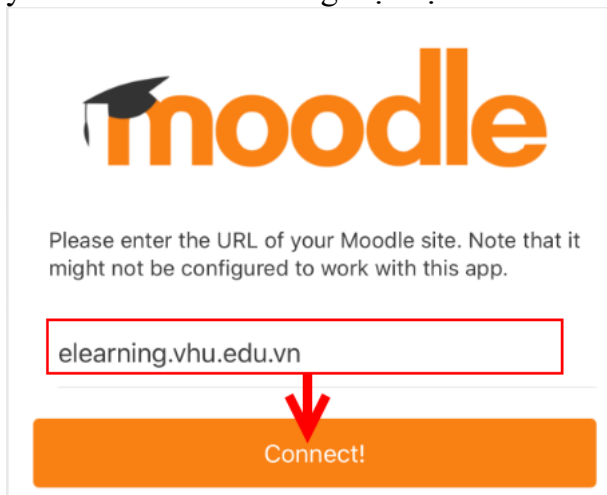 moodle
Please enter the URL of your Moodle site. Note that it
might not be configured to work with this app.
elearning.vhu.edu.vn
Connect!